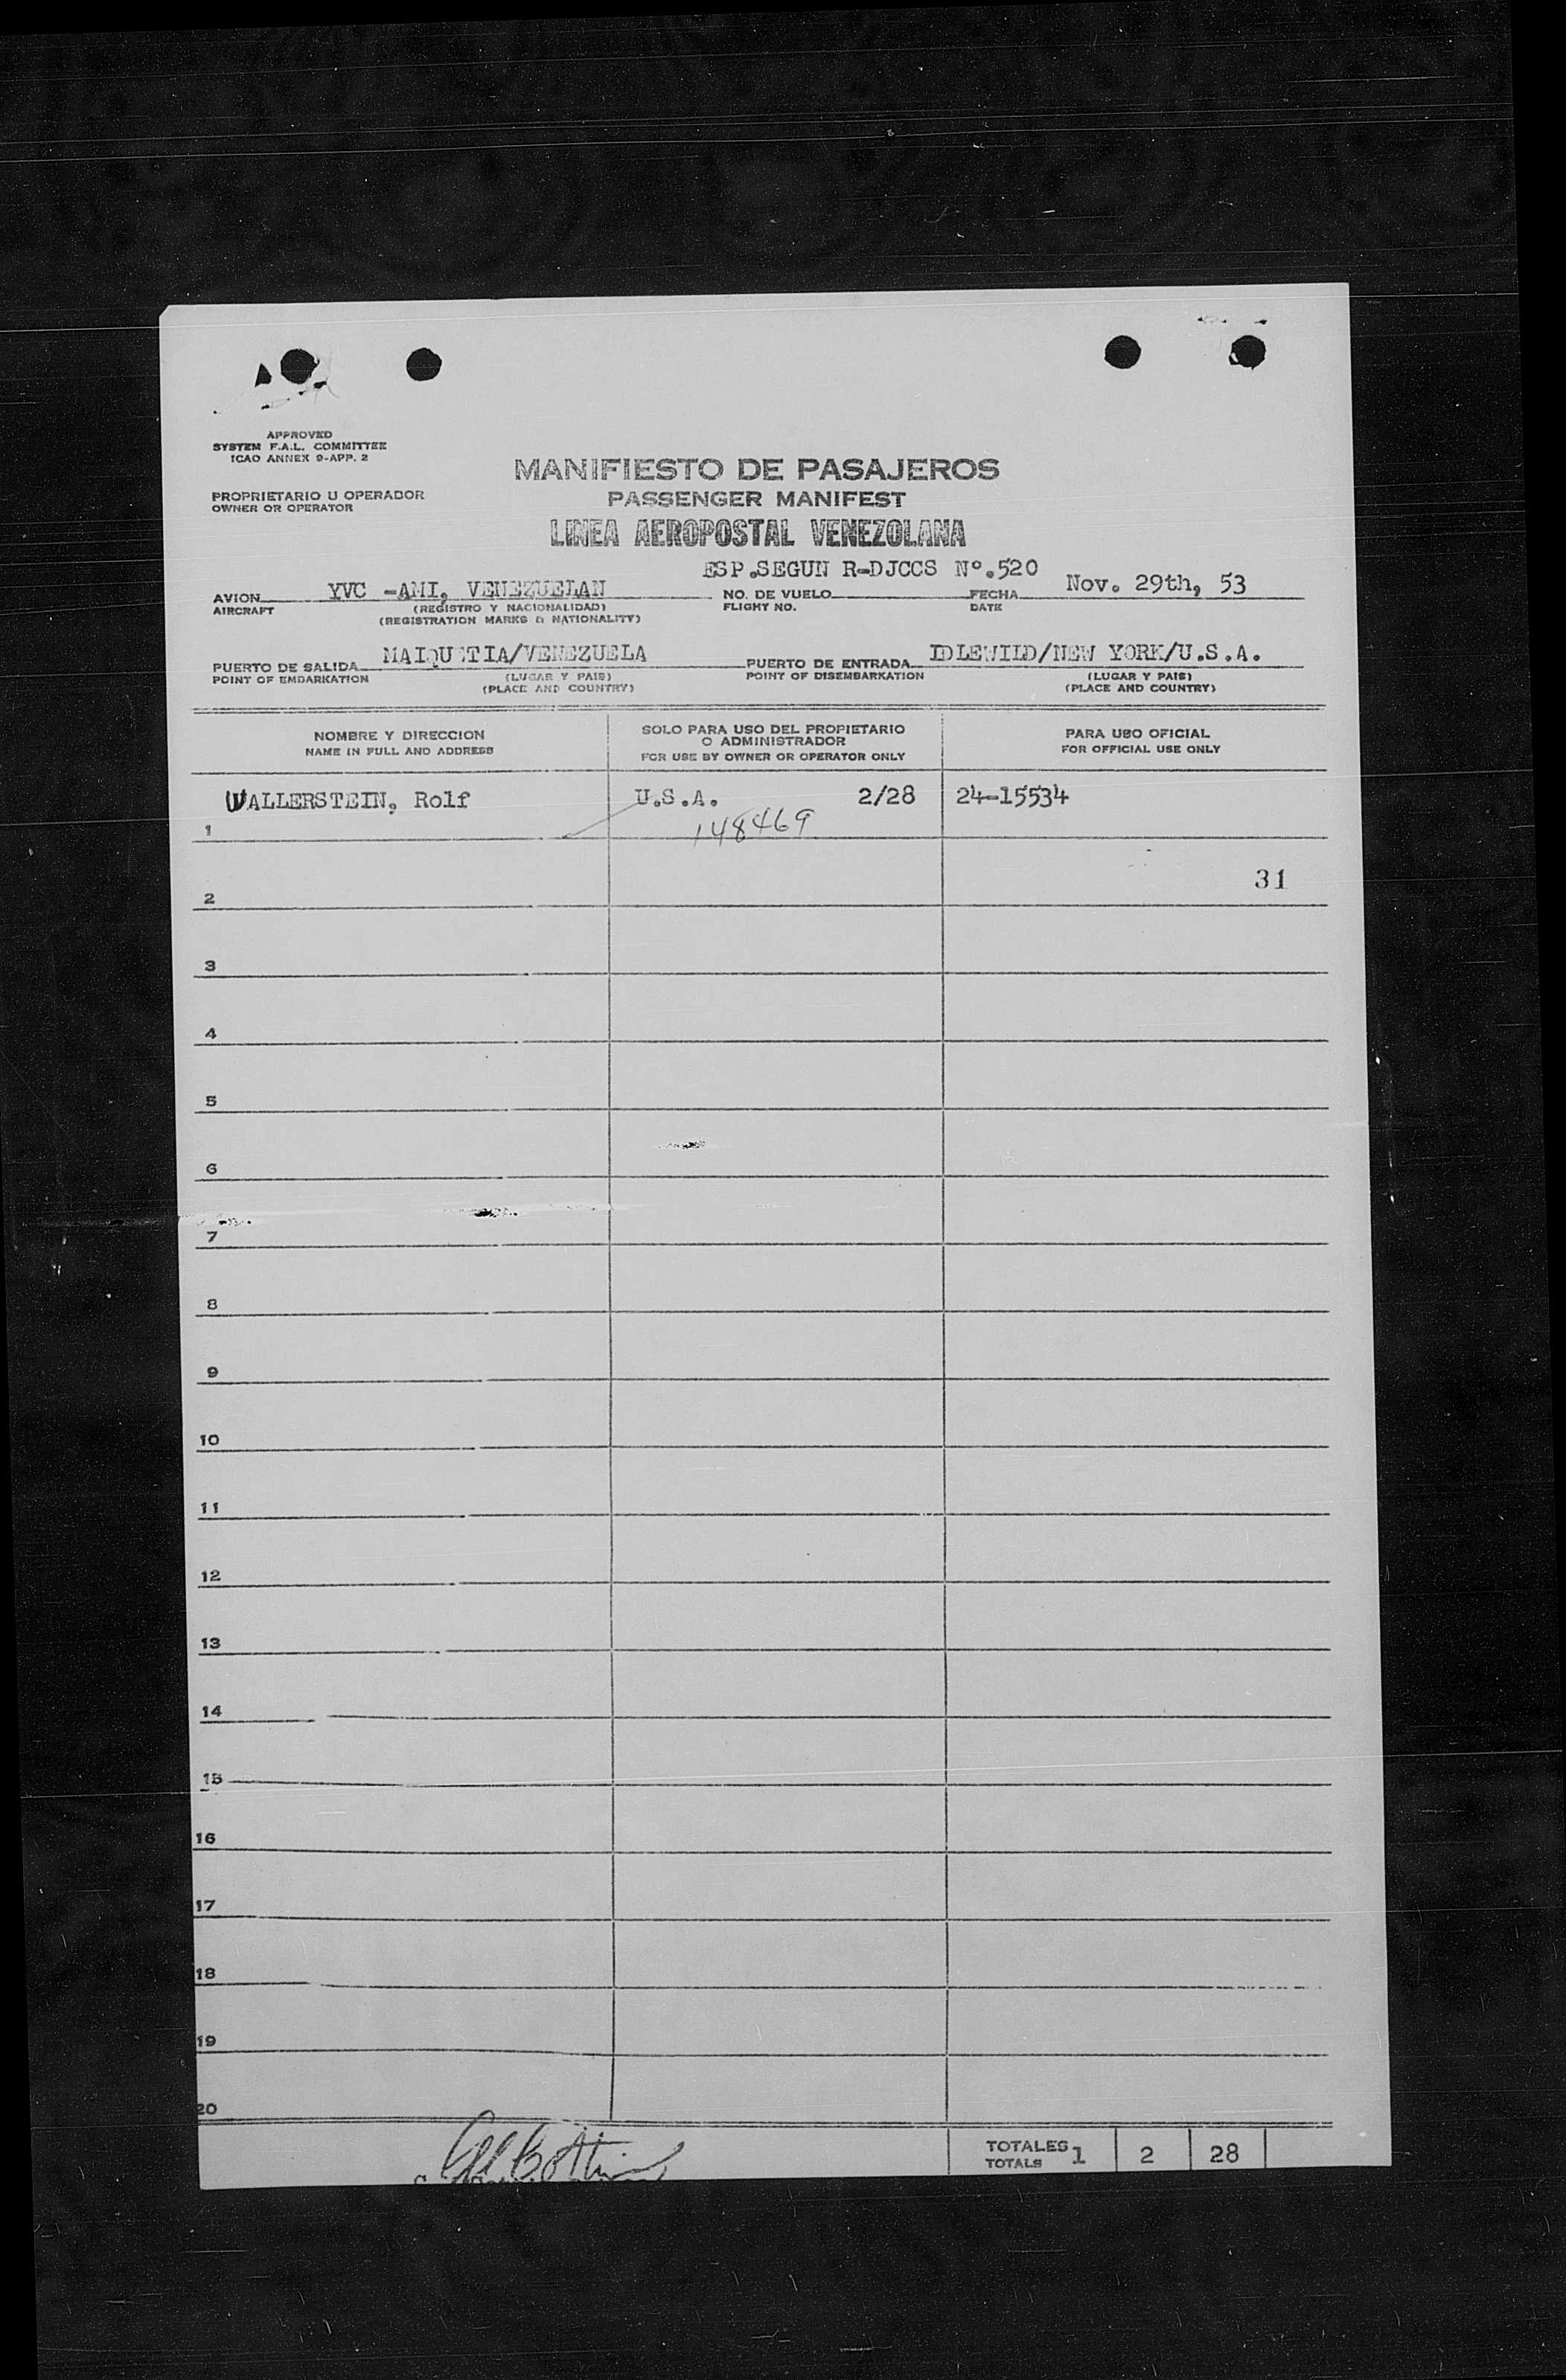 APPROVED
SYSTEM F.A.L. COMMITTEE
ICAO ANNEX 9-APP. 2
MANIFIESTO DE PASAJEROS
PASSENGER MANIFEST
PROPRIETARIO U OPERADOR
OWNER OR OPERATOR
LINEA AEROPOSTAL VENEZOLANA
ESP.SEGUN R-DJCCS Nº.520
AVION YVC -AMI, VENEZUELAN NO. DE VUELO FECHA Nov. 29th, 53
AIRCRAFT (REGISTRO Y NACIONALIDAD) FLIGHT NO. DATE
(REGISTRATION MARKS & NATIONALITY)
PUERTO DE SALIDA MAIQUETIA/VENEZUELA PUERTO DE ENTRADA IDLEWILD/NEW YORK/U.S.A.
POINT OF EMBARKATION (LUGAR Y PAIS) POINT OF DISEMBARKATION (LUGAR Y PAIS)
(PLACE AND COUNTRY) (PLACE AND COUNTRY)
NOMBRE Y DIRECCION
NAME IN FULL AND ADDRESS
SOLO PARA USO DEL PROPIETARIO
O ADMINISTRADOR
FOR USE BY OWNER OR OPERATOR ONLY
PARA USO OFICIAL
FOR OFFICIAL USE ONLY
WALLERSTEIN, Rolf U.S.A. 2/28 24-15534
1 148469
31
2
3
4
5
6
7
8
9
10
11
12
13
14
15
16
17
18
19
20
TOTALES 1 2 28
TOTALS